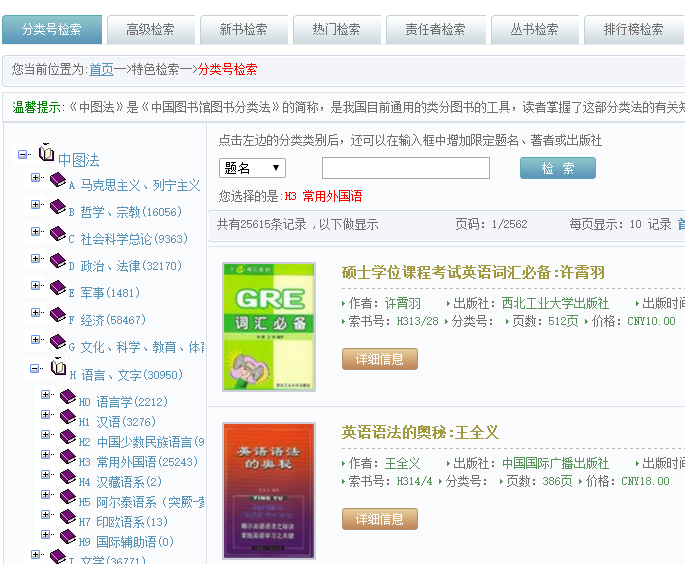 分类号检索 高级检索 新书检索 热门检索 责任者检索 丛书检索 排行榜检索
您当前位置为:首页—>特色检索—>分类号检索
温馨提示:《中图法》是《中国图书馆图书分类法》的简称，是我国目前通用的类分图书的工具，读者掌握了这部分类法的有关知
中图法
A 马克思主义、列宁主义
B 哲学、宗教(16056)
C 社会科学总论(9363)
D 政治、法律(32170)
E 军事(1481)
F 经济(58467)
G 文化、科学、教育、体育
H 语言、文字(30950)
H0 语言学(2212)
H1 汉语(3276)
H2 中国少数民族语言(9
H3 常用外国语(25243)
H4 汉藏语系(2)
H5 阿尔泰语系（突厥-蒙
H7 印欧语系(13)
H9 国际辅助语(0)
I 文学(36771)
点击左边的分类类别后，还可以在输入框中增加限定题名、著者或出版社
题名 检 索
您选择的是:H3 常用外国语
共有25615条记录 ,以下做显示 页码：1/2562 每页显示：10 记录 首
GRE
词汇必备
硕士学位课程考试英语词汇必备:许霄羽
作者：许霄羽 出版社：西北工业大学出版社 出版时间
索书号：H313/28 分类号： 页数：512页 价格：CNY10.00
详细信息
英语语法
的奥秘
YING YU
英语语法的奥秘:王全义
作者：王全义 出版社：中国国际广播出版社 出版时间
索书号：H314/4 分类号： 页数：386页 价格：CNY18.00
详细信息